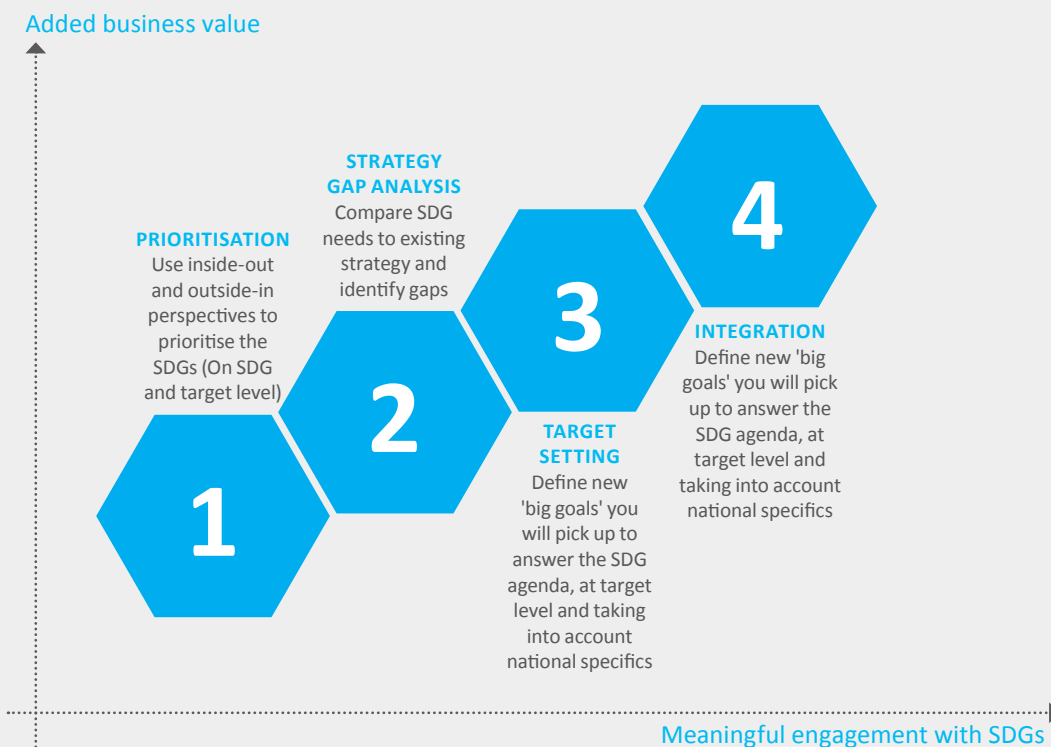 Added business value
PRIORITISATION
Use inside-out
and outside-in
perspectives to
prioritise the
SDGs (On SDG
and target level)
1
STRATEGY
GAP ANALYSIS
Compare SDG
needs to existing
strategy and
identify gaps
2
3
TARGET
SETTING
Define new
'big goals' you
will pick up to
answer the SDG
agenda, at target
level and taking
into account
national specifics
4
INTEGRATION
Define new 'big
goals' you will pick
up to answer the
SDG agenda, at
target level and
taking into account
national specifics
Meaningful engagement with SDGs